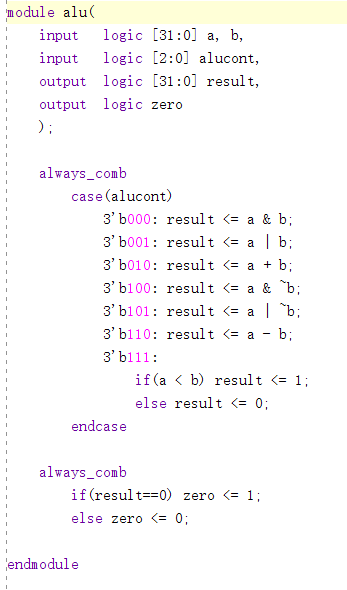 module alu(
    input   logic [31:0] a, b,
    input   logic [2:0] alucont,
    output  logic [31:0] result,
    output  logic zero
    );
    always_comb
        case(alucont)
            3'b000: result <= a & b;
            3'b001: result <= a | b;
            3'b010: result <= a + b;
            3'b100: result <= a & ~b;
            3'b101: result <= a | ~b;
            3'b110: result <= a - b;
            3'b111:
                if(a < b) result <= 1;
                else result <= 0;
        endcase
    always_comb
        if(result==0) zero <= 1;
        else zero <= 0;
endmodule